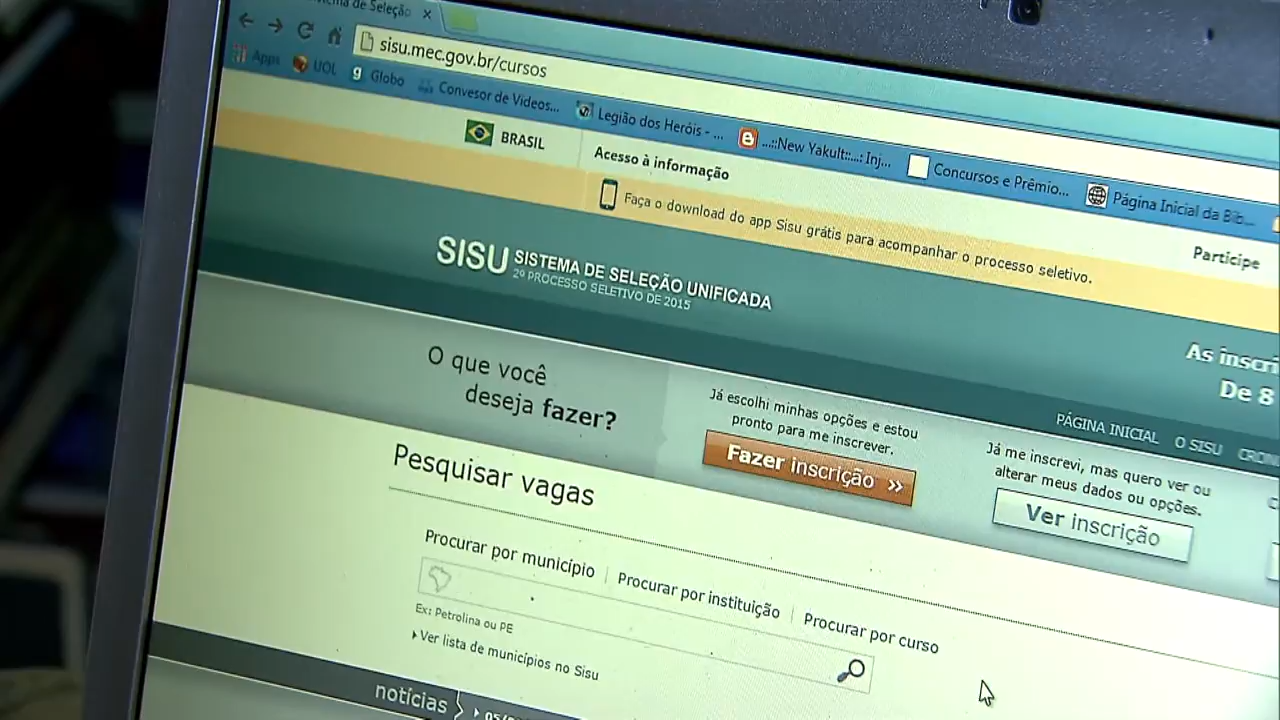 sisu.mec.gov.br/cursos
Apps UOL Globo Convesor de Videos... Legião dos Heróis - ... ..::New Yakult::...: Inj... Concursos e Prêmio... Página Inicial da Bib...
BRASIL
Acesso à informação
Participe
Faça o download do app Sisu grátis para acompanhar o processo seletivo.
SISU SISTEMA DE SELEÇÃO UNIFICADA
2º PROCESSO SELETIVO DE 2015
As inscri
De 8
PÁGINA INICIAL O SISU
O que você
deseja fazer?
Já escolhi minhas opções e estou
pronto para me inscrever.
Fazer inscrição »
Já me inscrevi, mas quero ver ou
alterar meus dados ou opções.
Ver inscrição
Pesquisar vagas
Procurar por município
Procurar por instituição
Procurar por curso
Ex: Petrolina ou PE
Ver lista de municípios no Sisu
notícias